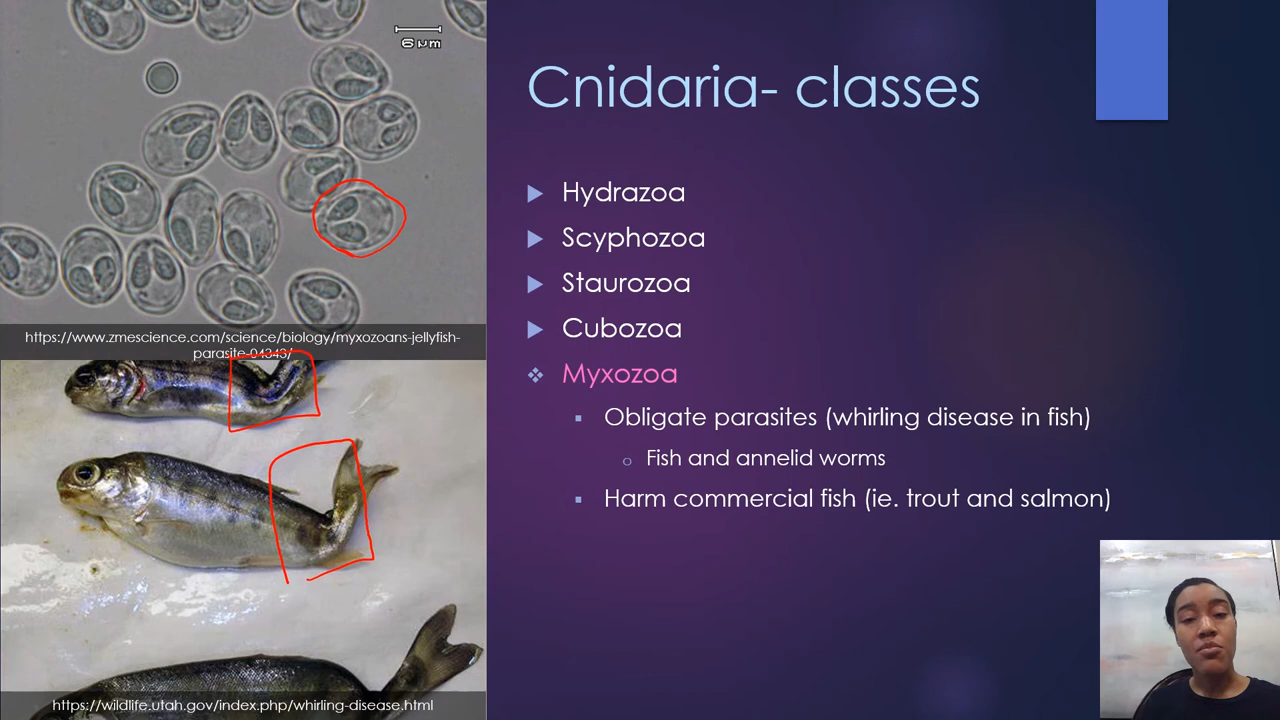 6 µm
https://www.zmescience.com/science/biology/myxozoans-jellyfish-
parasite-04343/
https://wildlife.utah.gov/index.php/whirling-disease.html
Cnidaria- classes
Hydrazoa
Scyphozoa
Staurozoa
Cubozoa
Myxozoa
Obligate parasites (whirling disease in fish)
Fish and annelid worms
Harm commercial fish (ie. trout and salmon)